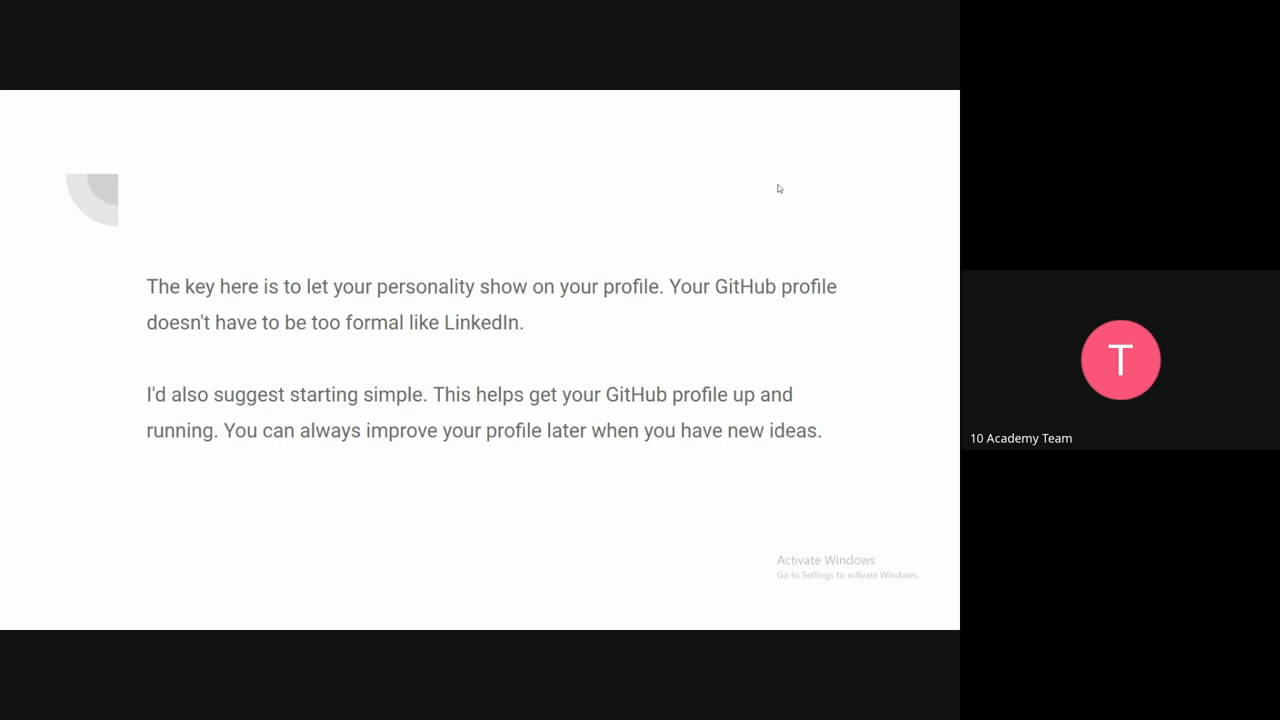 The key here is to let your personality show on your profile. Your GitHub profile
doesn't have to be too formal like LinkedIn.
I'd also suggest starting simple. This helps get your GitHub profile up and
running. You can always improve your profile later when you have new ideas.
Activate Windows
Go to Settings to activate Windows.
T
10 Academy Team